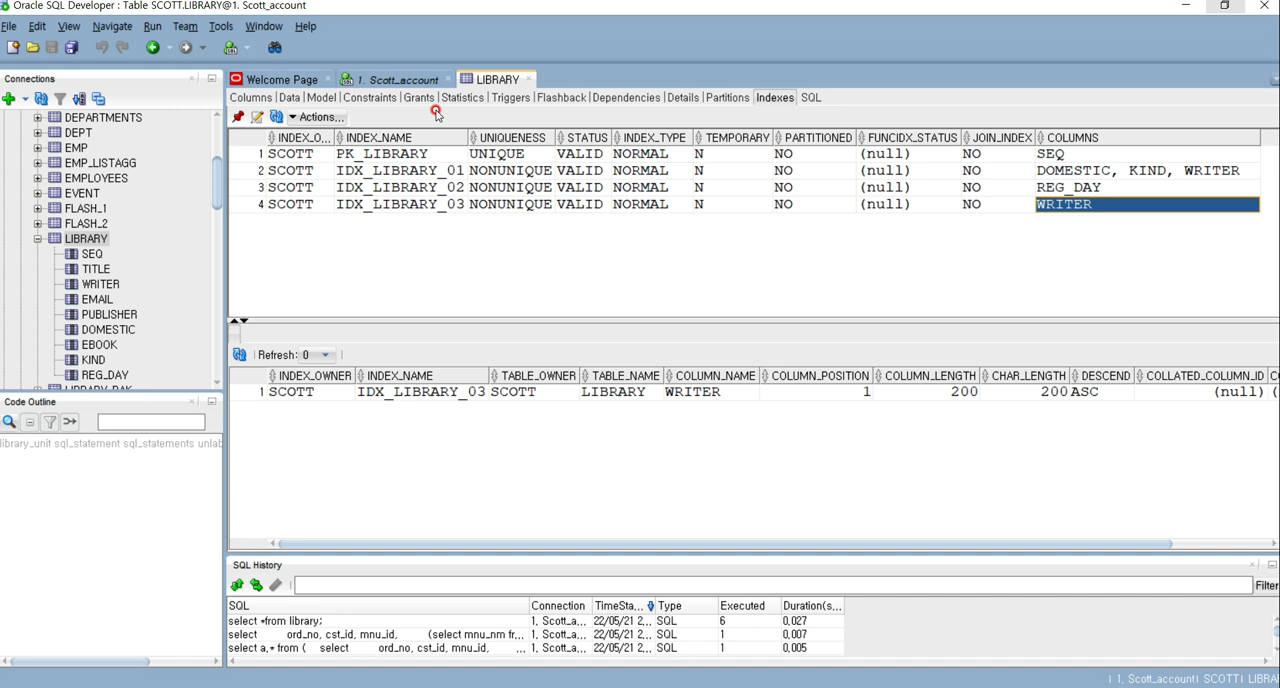 Oracle SQL Developer : Table SCOTT.LIBRARY@1. Scott_account
File Edit View Navigate Run Team Tools Window Help
Connections
Welcome Page 1. Scott_account LIBRARY
Columns | Data | Model | Constraints | Grants | Statistics | Triggers | Flashback | Dependencies | Details | Partitions | Indexes | SQL
Actions...
DEPARTMENTS
DEPT
EMP
EMP_LISTAGG
EMPLOYEES
EVENT
FLASH_1
FLASH_2
LIBRARY
SEQ
TITLE
WRITER
EMAIL
PUBLISHER
DOMESTIC
EBOOK
KIND
REG_DAY
INDEX_O... INDEX_NAME UNIQUENESS STATUS INDEX_TYPE TEMPORARY PARTITIONED FUNCIDX_STATUS JOIN_INDEX COLUMNS
1 SCOTT PK_LIBRARY UNIQUE VALID NORMAL N NO (null) NO SEQ
2 SCOTT IDX_LIBRARY_01 NONUNIQUE VALID NORMAL N NO (null) NO DOMESTIC, KIND, WRITER
3 SCOTT IDX_LIBRARY_02 NONUNIQUE VALID NORMAL N NO (null) NO REG_DAY
4 SCOTT IDX_LIBRARY_03 NONUNIQUE VALID NORMAL N NO (null) NO WRITER
Refresh: 0
INDEX_OWNER INDEX_NAME TABLE_OWNER TABLE_NAME COLUMN_NAME COLUMN_POSITION COLUMN_LENGTH CHAR_LENGTH DESCEND COLLATED_COLUMN_ID
1 SCOTT IDX_LIBRARY_03 SCOTT LIBRARY WRITER 1 200 200 ASC (null)
Code Outline
library_unit sql_statement sql_statements unlab
SQL History
Filter
SQL Connection TimeSta... Type Executed Duration(s...
select *from library; 1. Scott_a... 22/05/21 2... SQL 6 0,027
select ord_no, cst_id, mnu_id, (select mnu_nm fr... 1. Scott_a... 22/05/21 2... SQL 1 0,007
select a.* from ( select ord_no, cst_id, mnu_id, ... 1. Scott_a... 22/05/21 2... SQL 1 0,005
| 1. Scott_account| SCOTT| LIBRA